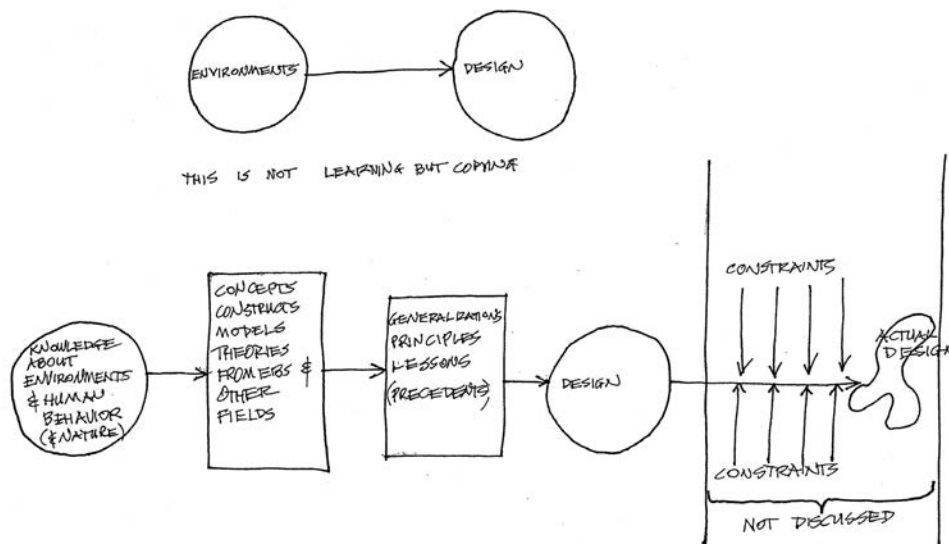 ENVIRONMENTS
DESIGN
THIS IS NOT LEARNING BUT COPYING
KNOWLEDGE
ABOUT
ENVIRONMENTS
& HUMAN
BEHAVIOR
(& NATURE)
CONCEPTS
CONSTRUCTS
MODELS
THEORIES
FROM EBS &
OTHER
FIELDS
GENERALIZATIONS
PRINCIPLES
LESSONS
(PRECEDENTS)
DESIGN
CONSTRAINTS
CONSTRAINTS
ACTUAL
DESIGN
NOT DISCUSSED